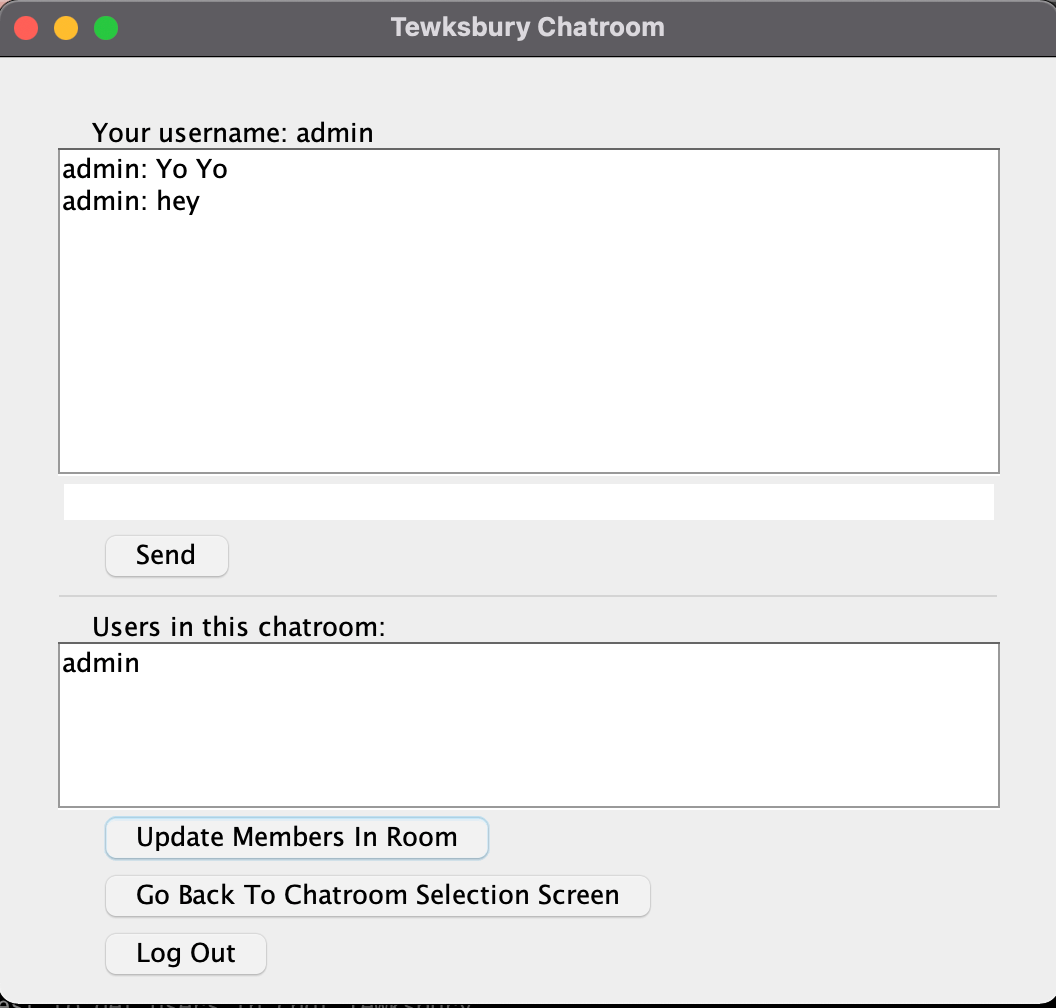 Tewksbury Chatroom
Your username: admin
admin: Yo Yo
admin: hey
Send
Users in this chatroom:
admin
Update Members In Room
Go Back To Chatroom Selection Screen
Log Out